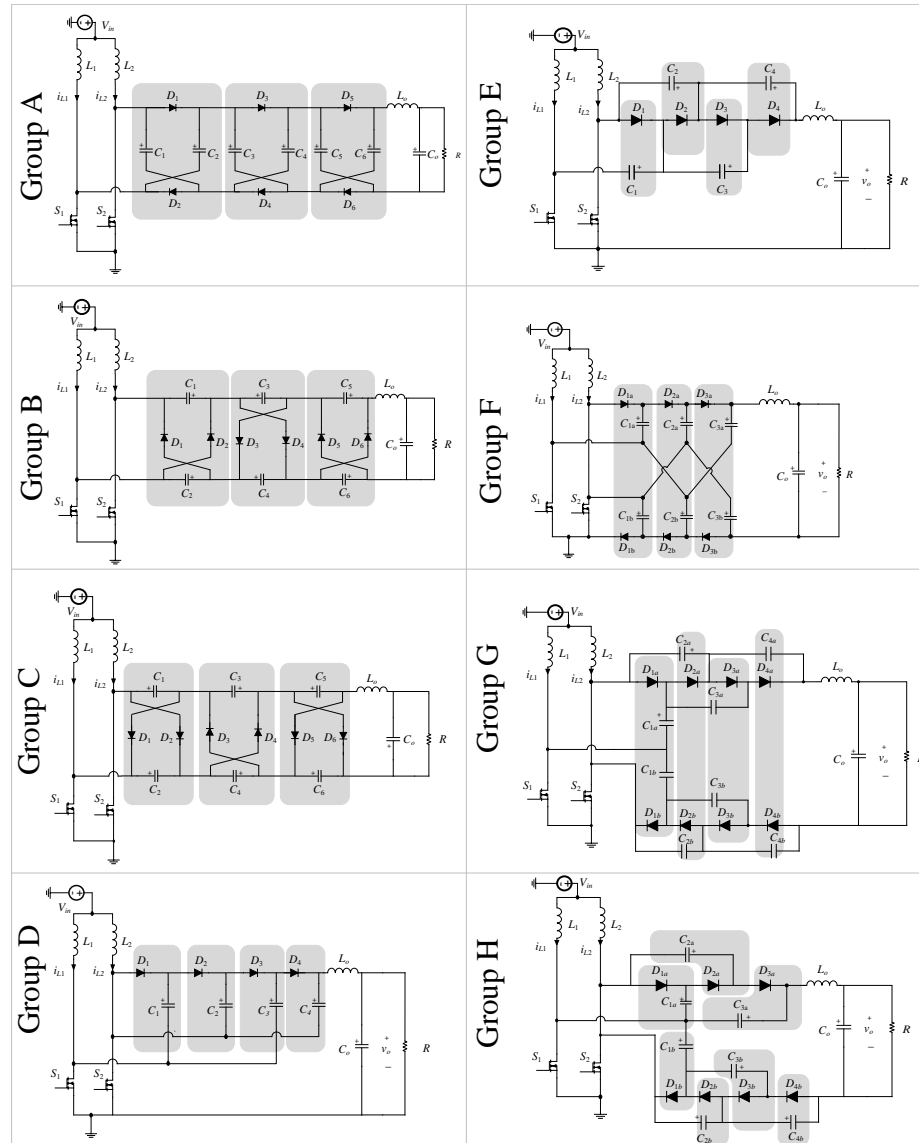 Group A
V_in
L_1 L_2
i_L1 i_L2
D_1 D_3 D_5 L_o
C_1 C_2 C_3 C_4 C_5 C_6 C_o R
D_2 D_4 D_6
S_1 S_2
Group E
V_in
L_1 L_2
C_2 C_4
i_L1 i_L2
D_1 D_2 D_3 D_4 L_o
C_1 C_3
S_1 S_2
C_o v_o R
Group B
V_in
L_1 L_2
i_L1 i_L2
C_1 C_3 C_5 L_o
D_1 D_2 D_3 D_4 D_5 D_6 C_o R
C_2 C_4 C_6
S_1 S_2
Group F
V_in
L_1 L_2
i_L1 i_L2
D_1a D_2a D_3a L_o
C_1a C_2a C_3a
S_1 S_2
C_o v_o R
C_1b C_2b C_3b
D_1b D_2b D_3b
Group C
V_in
L_1 L_2
i_L1 i_L2
C_1 C_3 C_5 L_o
D_1 D_2 D_3 D_4 D_5 D_6 C_o R
C_2 C_4 C_6
S_1 S_2
Group G
V_in
L_1 L_2
C_2a C_4a
i_L1 i_L2
D_1a D_2a D_3a D_4a L_o
C_3a
C_1a
C_1b
C_3b
S_1 S_2
C_o v_o
D_1b D_2b D_3b D_4b
C_2b C_4b
Group D
V_in
L_1 L_2
i_L1 i_L2
D_1 D_2 D_3 D_4 L_o
C_1 C_2 C_3 C_4
S_1 S_2
C_o v_o R
Group H
V_in
L_1 L_2
C_2a
i_L1 i_L2
D_1a D_2a D_3a L_o
C_1a
C_3a
C_1b
C_3b
S_1 S_2
C_o v_o R
D_1b D_2b D_3b D_4b
C_2b C_4b